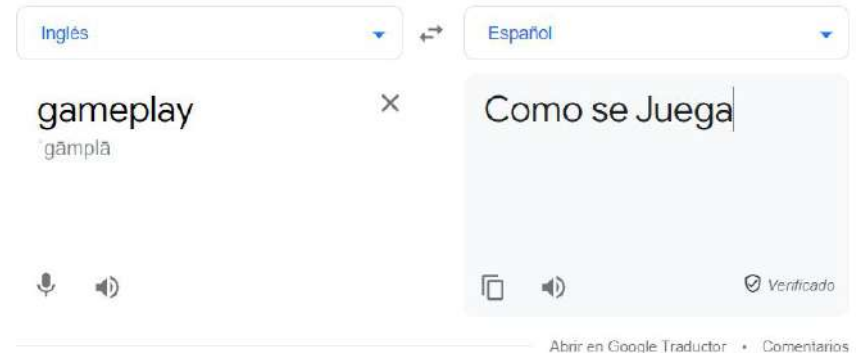 Inglés
Español
gameplay
ˈgāmplā
Como se Juega
Verificado
Abrir en Google Traductor • Comentarios